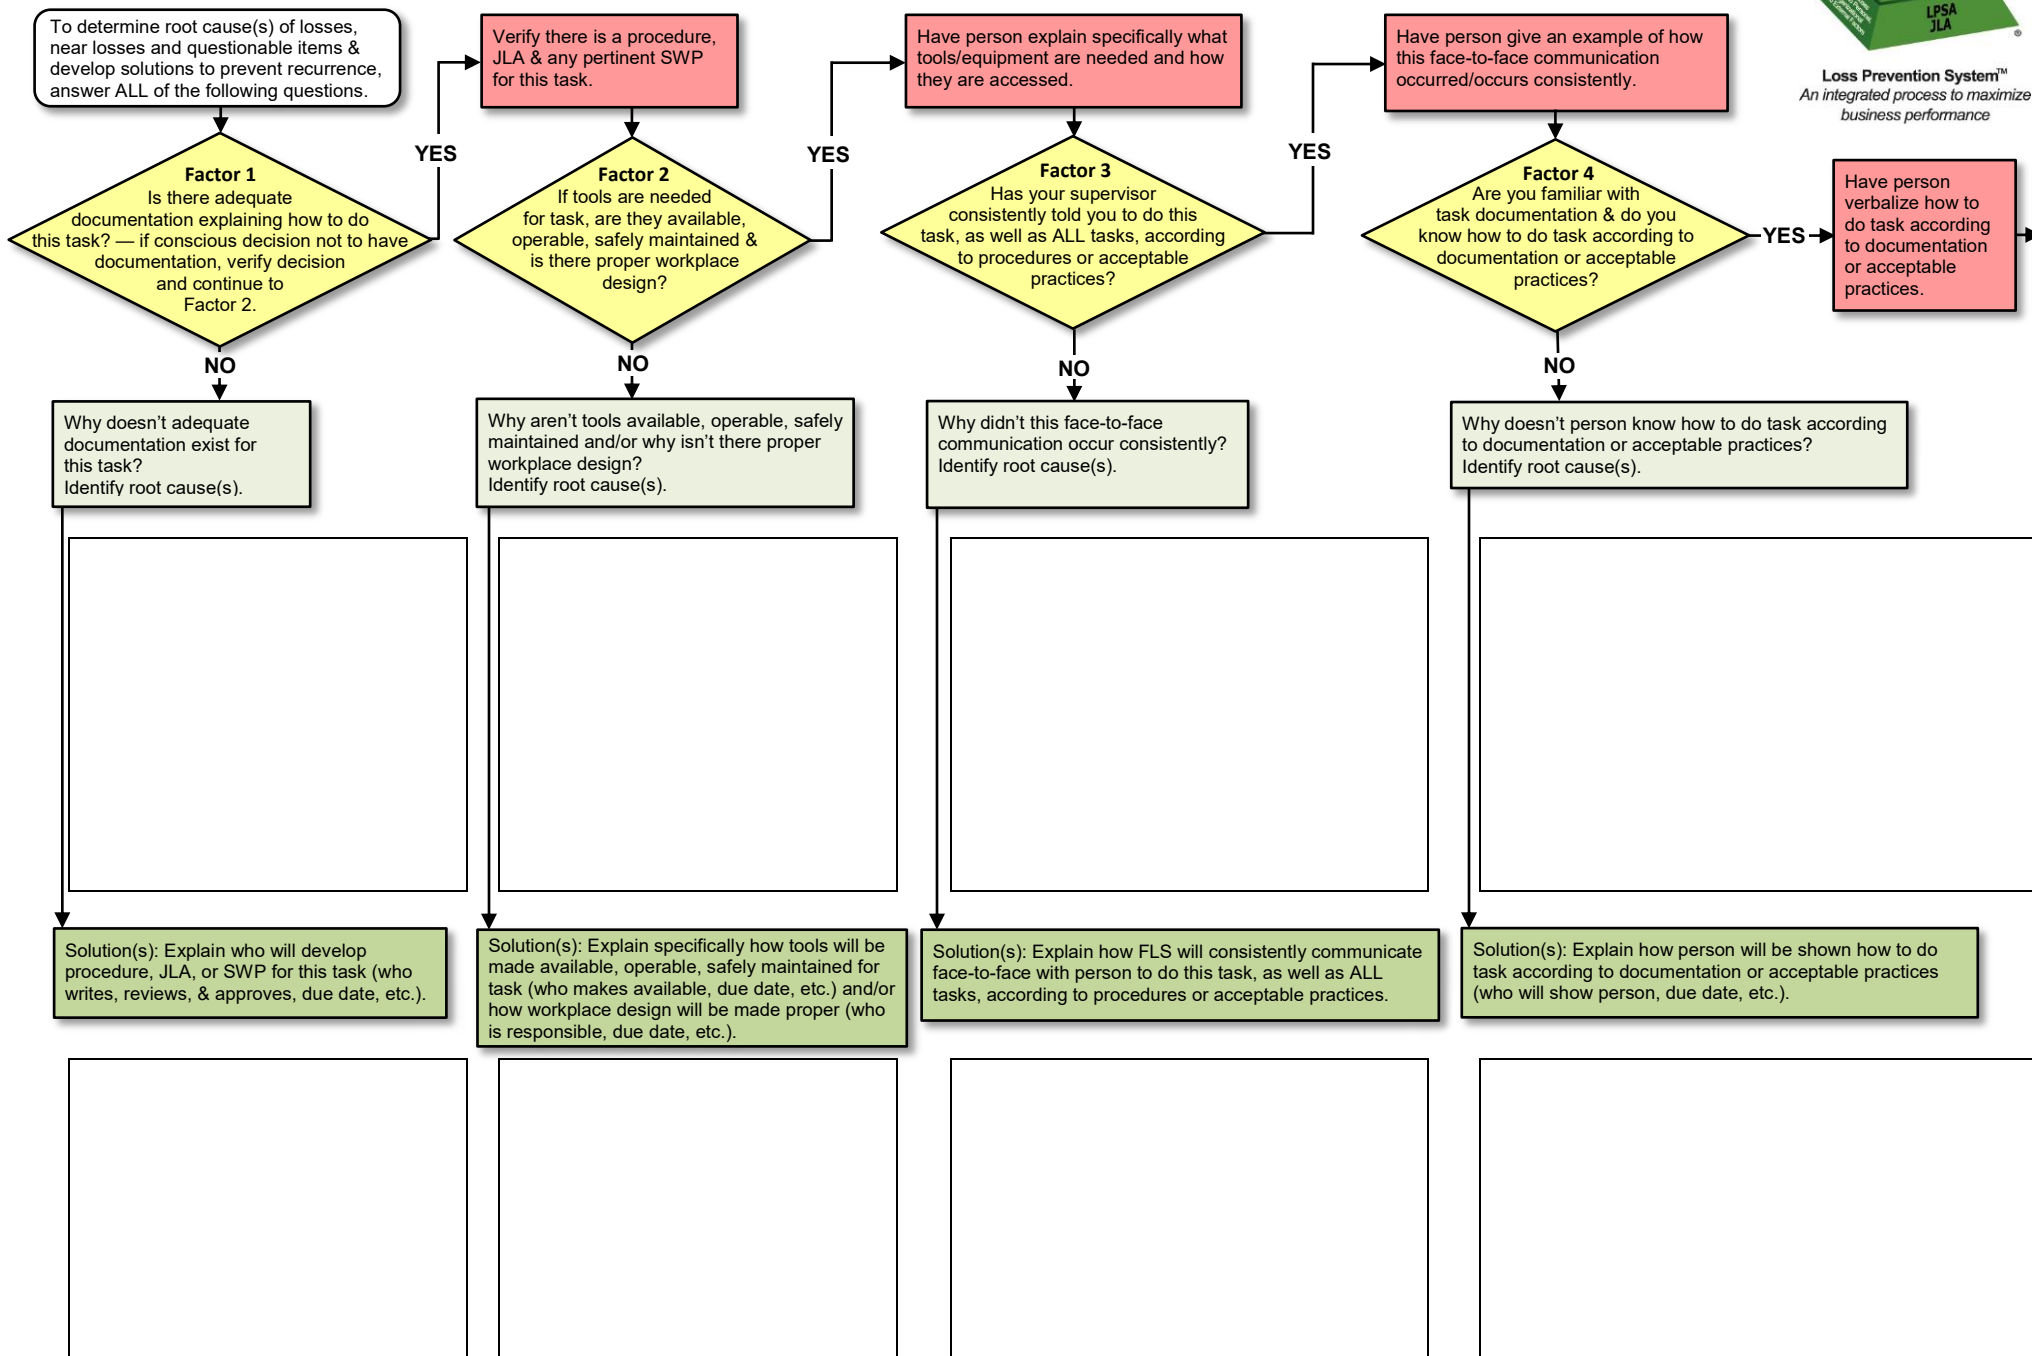 To determine root cause(s) of losses,
near losses and questionable items &
develop solutions to prevent recurrence,
answer ALL of the following questions.
Verify there is a procedure,
JLA & any pertinent SWP
for this task.
Have person explain specifically what
tools/equipment are needed and how
they are accessed.
Have person give an example of how
this face-to-face communication
occurred/occurs consistently.
LPSA
JLA
®
Loss Prevention System™
An integrated process to maximize
business performance
YES
YES
YES
Factor 1
Is there adequate
documentation explaining how to do
this task? — if conscious decision not to have
documentation, verify decision
and continue to
Factor 2.
Factor 2
If tools are needed
for task, are they available,
operable, safely maintained &
is there proper workplace
design?
Factor 3
Has your supervisor
consistently told you to do this
task, as well as ALL tasks, according
to procedures or acceptable
practices?
Factor 4
Are you familiar with
task documentation & do you
know how to do task according to
documentation or acceptable
practices?
YES
Have person
verbalize how to
do task according
to documentation
or acceptable
practices.
NO
NO
NO
NO
Why doesn't adequate
documentation exist for
this task?
Identify root cause(s).
Why aren't tools available, operable, safely
maintained and/or why isn't there proper
workplace design?
Identify root cause(s).
Why didn't this face-to-face
communication occur consistently?
Identify root cause(s).
Why doesn't person know how to do task according
to documentation or acceptable practices?
Identify root cause(s).
Solution(s): Explain who will develop
procedure, JLA, or SWP for this task (who
writes, reviews, & approves, due date, etc.).
Solution(s): Explain specifically how tools will be
made available, operable, safely maintained for
task (who makes available, due date, etc.) and/or
how workplace design will be made proper (who
is responsible, due date, etc.).
Solution(s): Explain how FLS will consistently communicate
face-to-face with person to do this task, as well as ALL
tasks, according to procedures or acceptable practices.
Solution(s): Explain how person will be shown how to do
task according to documentation or acceptable practices
(who will show person, due date, etc.).